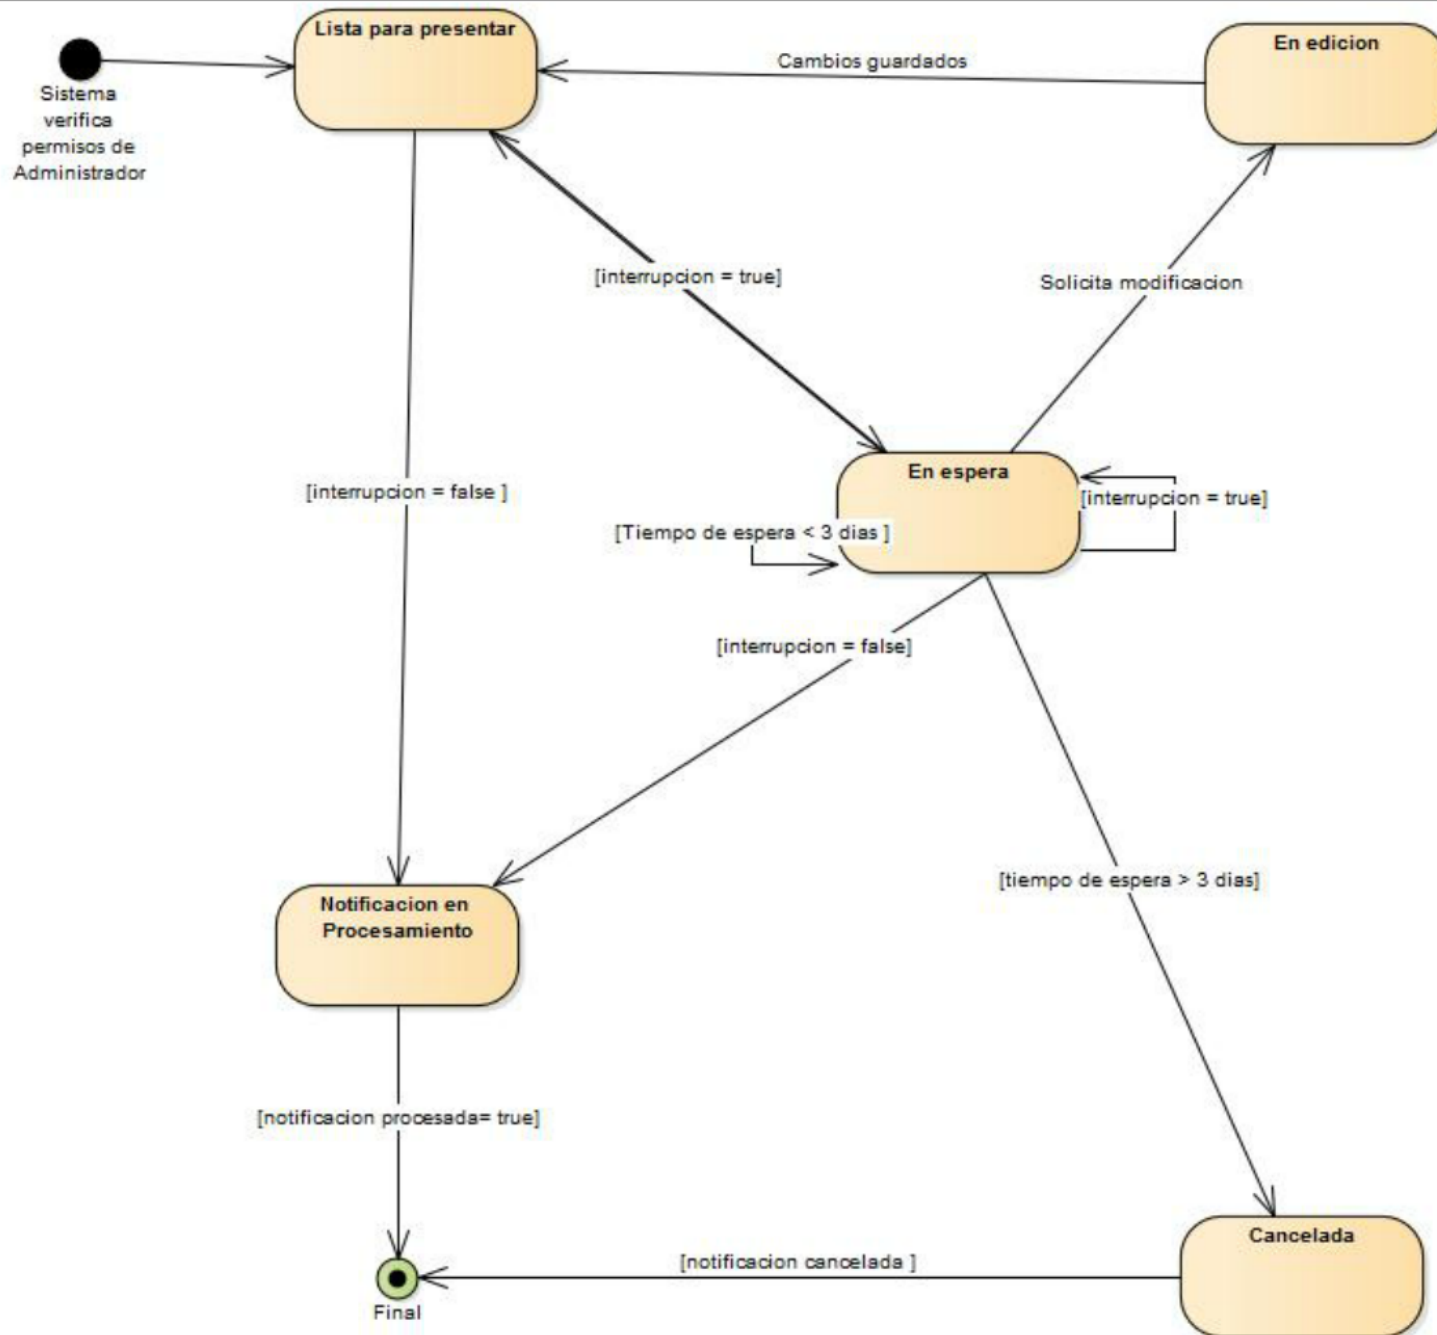 Lista para presentar
En edicion
Cambios guardados
Sistema
verifica
permisos de
Administrador
[interrupcion = true]
Solicita modificacion
En espera
[interrupcion = false ]
[interrupcion = true]
[Tiempo de espera < 3 dias ]
[interrupcion = false]
[tiempo de espera > 3 dias]
Notificacion en
Procesamiento
[notificacion procesada= true]
Cancelada
[notificacion cancelada ]
Final